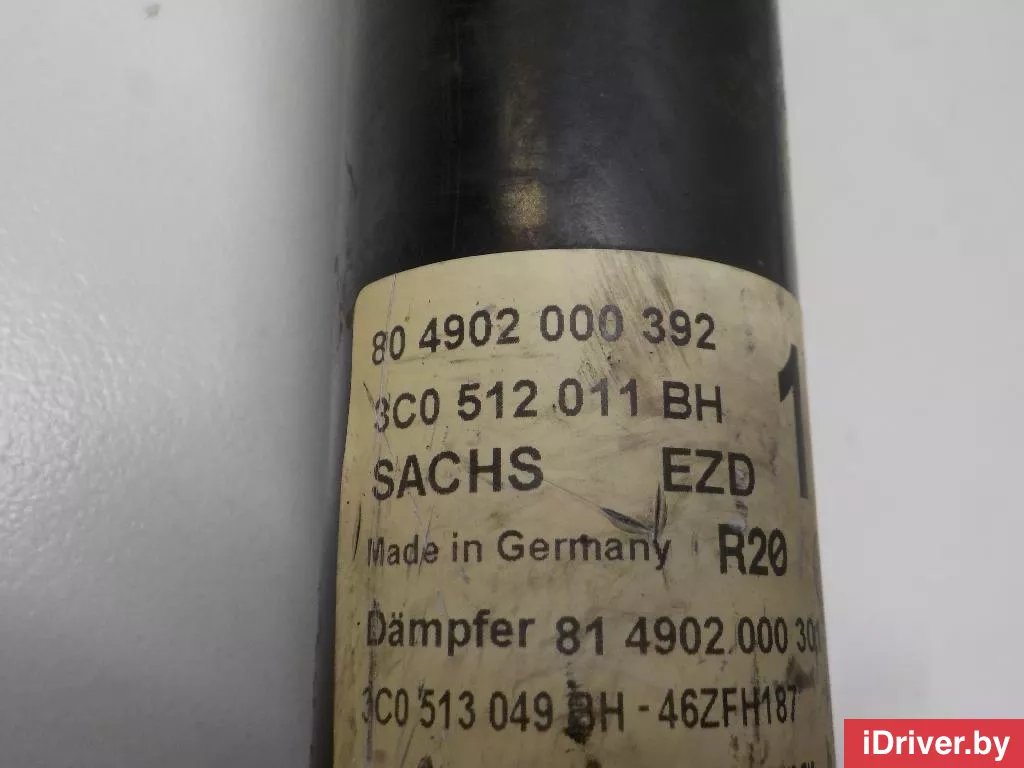 80 4902 000 392
3C0 512 011 BH
SACHS EZD
Made in Germany R20
Dämpfer 81 4902 000
3C0 513 049 BH - 46ZFH187
iDriver.by